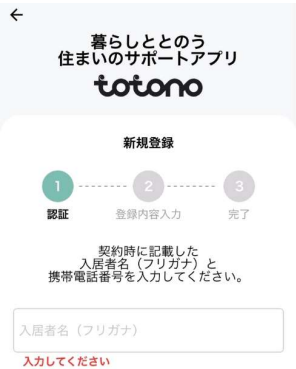 ←
暮らしととのう
住まいのサポートアプリ
totono
新規登録
1 2 3
認証 登録内容入力 完了
契約時に記載した
入居者名（フリガナ）と
携帯電話番号を入力してください。
入居者名（フリガナ）
入力してください